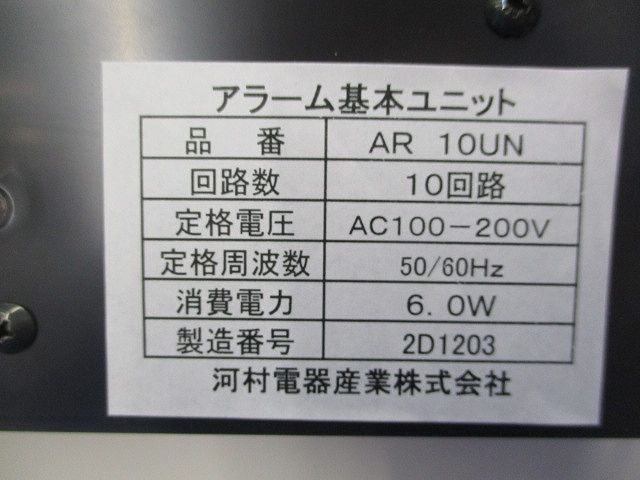 アラーム基本ユニット
品 番 AR 10UN
回路数 10回路
定格電圧 AC100-200V
定格周波数 50/60Hz
消費電力 6.0W
製造番号 2D1203
河村電器産業株式会社